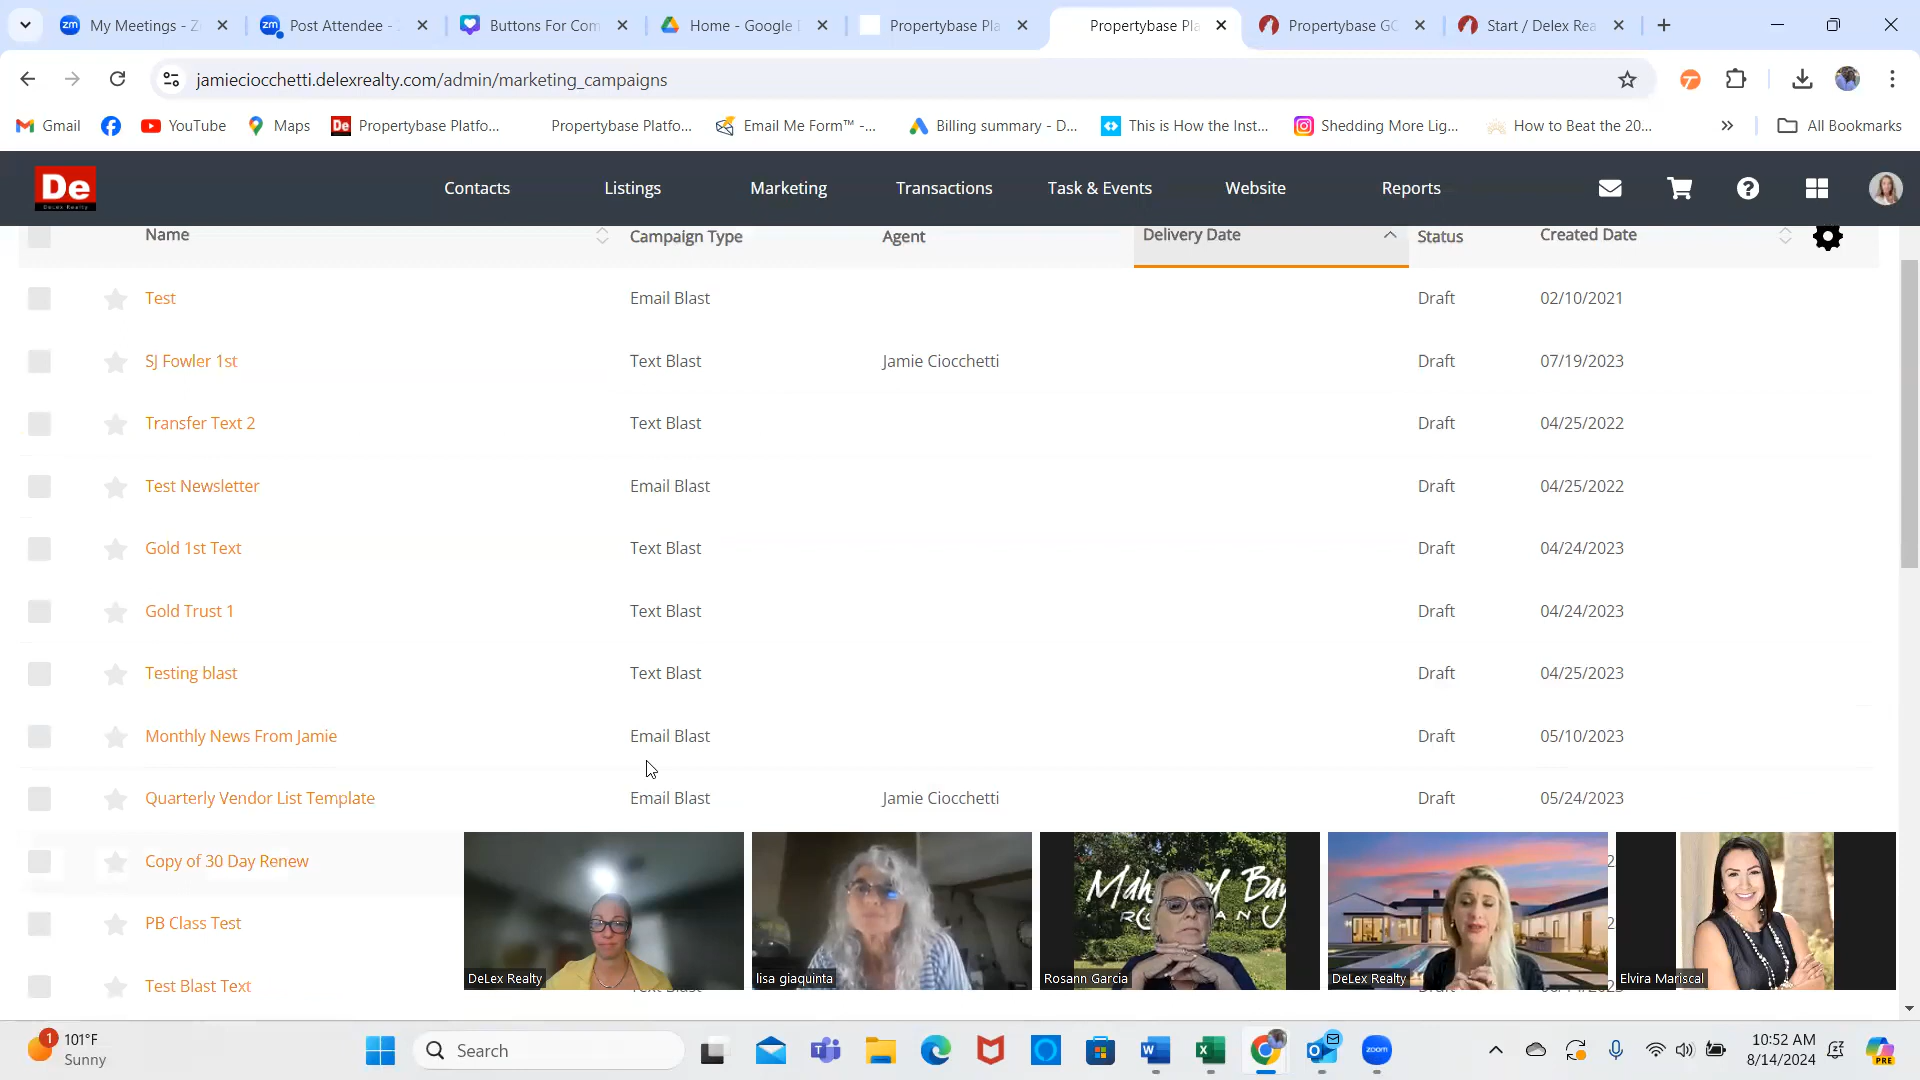 My Meetings - Z
Post Attendee -
Buttons For Com
Home - Google
Propertybase Pla
Propertybase Pla
Propertybase GO
Start / Delex Rea
jamieciocchetti.delexrealty.com/admin/marketing_campaigns
Gmail
YouTube
Maps
Propertybase Platfo...
Propertybase Platfo...
Email Me Form™ -...
Billing summary - D...
This is How the Inst...
Shedding More Lig...
How to Beat the 20...
All Bookmarks
De
DeLex Realty
Contacts
Listings
Marketing
Transactions
Task & Events
Website
Reports
Name
Campaign Type
Agent
Delivery Date
Status
Created Date
Test Email Blast Draft 02/10/2021
SJ Fowler 1st Text Blast Jamie Ciocchetti Draft 07/19/2023
Transfer Text 2 Text Blast Draft 04/25/2022
Test Newsletter Email Blast Draft 04/25/2022
Gold 1st Text Text Blast Draft 04/24/2023
Gold Trust 1 Text Blast Draft 04/24/2023
Testing blast Text Blast Draft 04/25/2023
Monthly News From Jamie Email Blast Draft 05/10/2023
Quarterly Vendor List Template Email Blast Jamie Ciocchetti Draft 05/24/2023
Copy of 30 Day Renew
PB Class Test
Test Blast Text
DeLex Realty
lisa giaquinta
Rosann Garcia
DeLex Realty
Elvira Mariscal
1
101°F
Sunny
Search
zoom
10:52 AM
8/14/2024
PRE